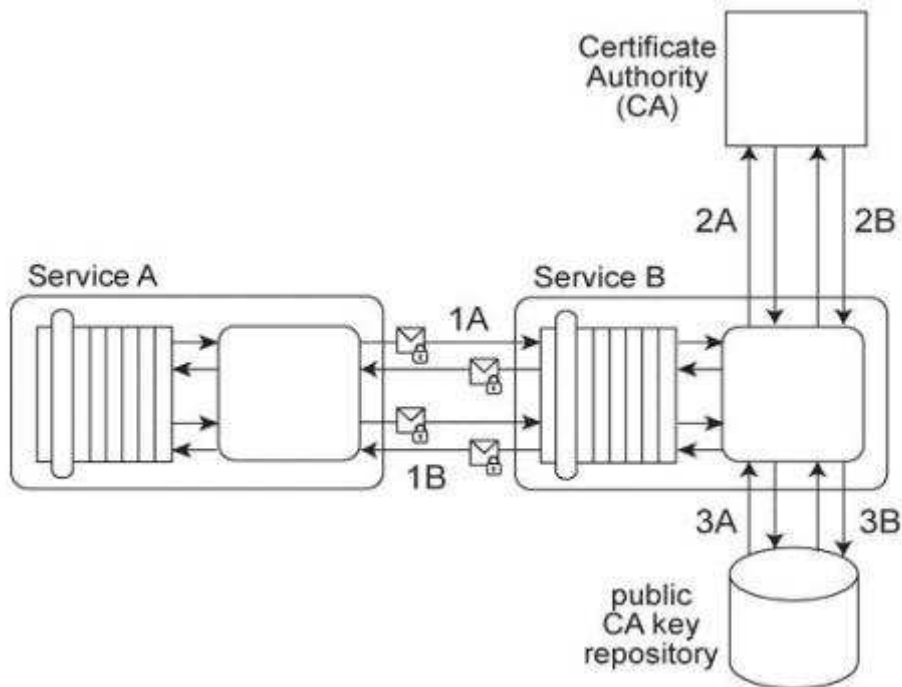 Certificate
Authority
(CA)
2A
2B
Service A
Service B
1A
1B
3A
3B
public
CA key
repository